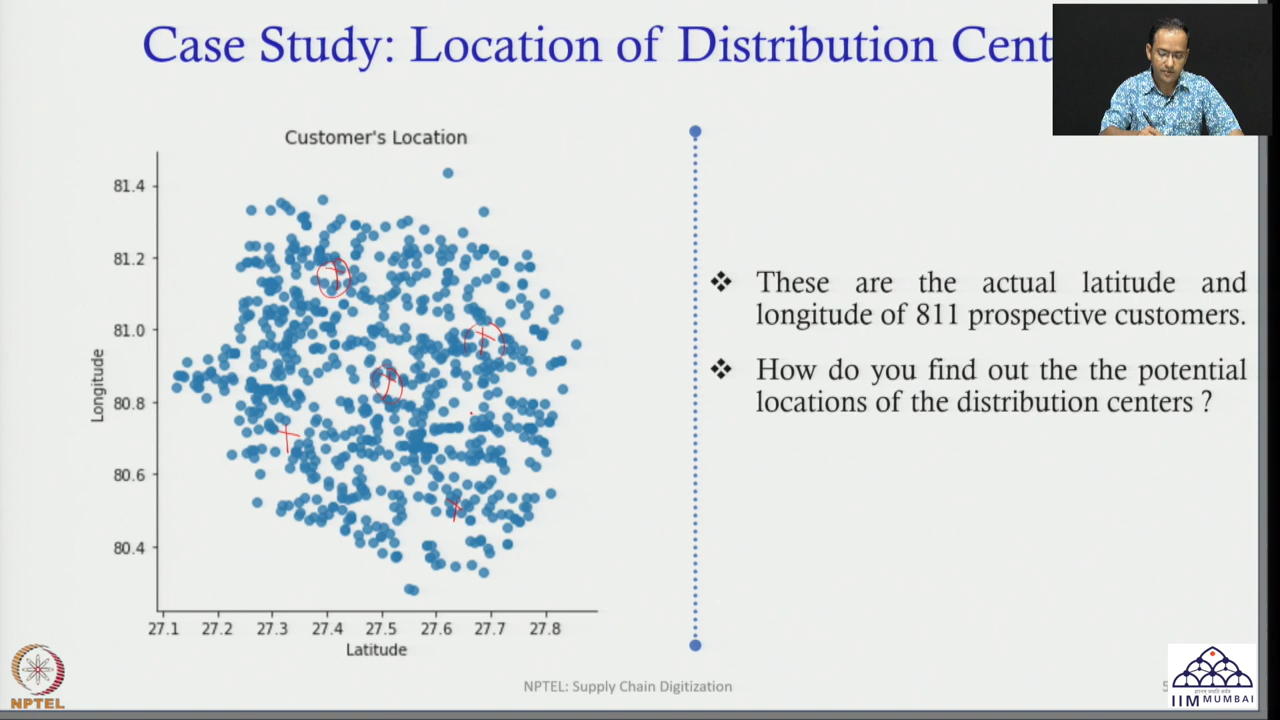 Case Study: Location of Distribution Cent
Customer's Location
81.4
81.2
81.0
80.8
80.6
80.4
Longitude
27.1 27.2 27.3 27.4 27.5 27.6 27.7 27.8
Latitude
These are the actual latitude and
longitude of 811 prospective customers.
How do you find out the the potential
locations of the distribution centers ?
NPTEL
NPTEL: Supply Chain Digitization
IIM MUMBAI